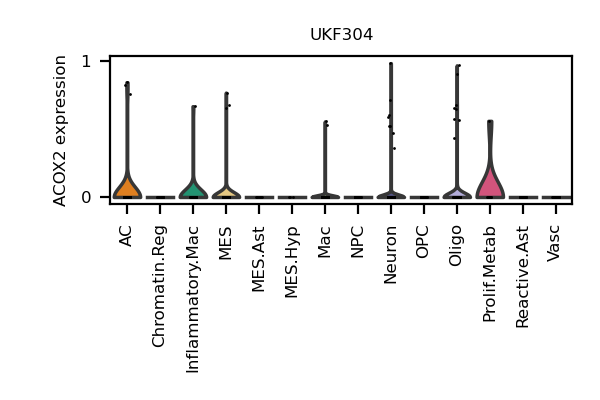 UKF304
ACOX2 expression
1
0
AC
Chromatin.Reg
Inflammatory.Mac
MES
MES.Ast
MES.Hyp
Mac
NPC
Neuron
OPC
Oligo
Prolif.Metab
Reactive.Ast
Vasc